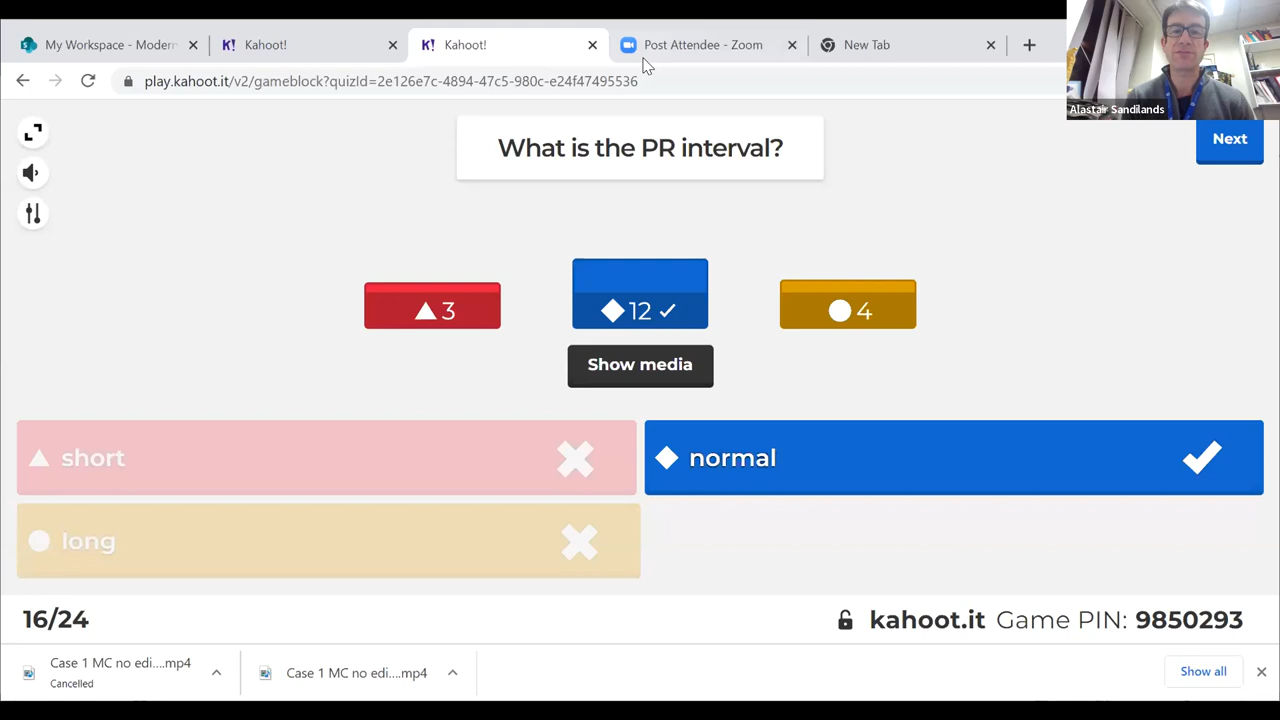 My Workspace - Modern
Kahoot!
Kahoot!
Post Attendee - Zoom
New Tab
play.kahoot.it/v2/gameblock?quizId=2e126e7c-4894-47c5-980c-e24f47495536
Alastair Sandilands
What is the PR interval?
Next
3
12
4
Show media
short
normal
long
16/24
kahoot.it Game PIN: 9850293
Case 1 MC no edi....mp4
Cancelled
Case 1 MC no edi....mp4
Show all